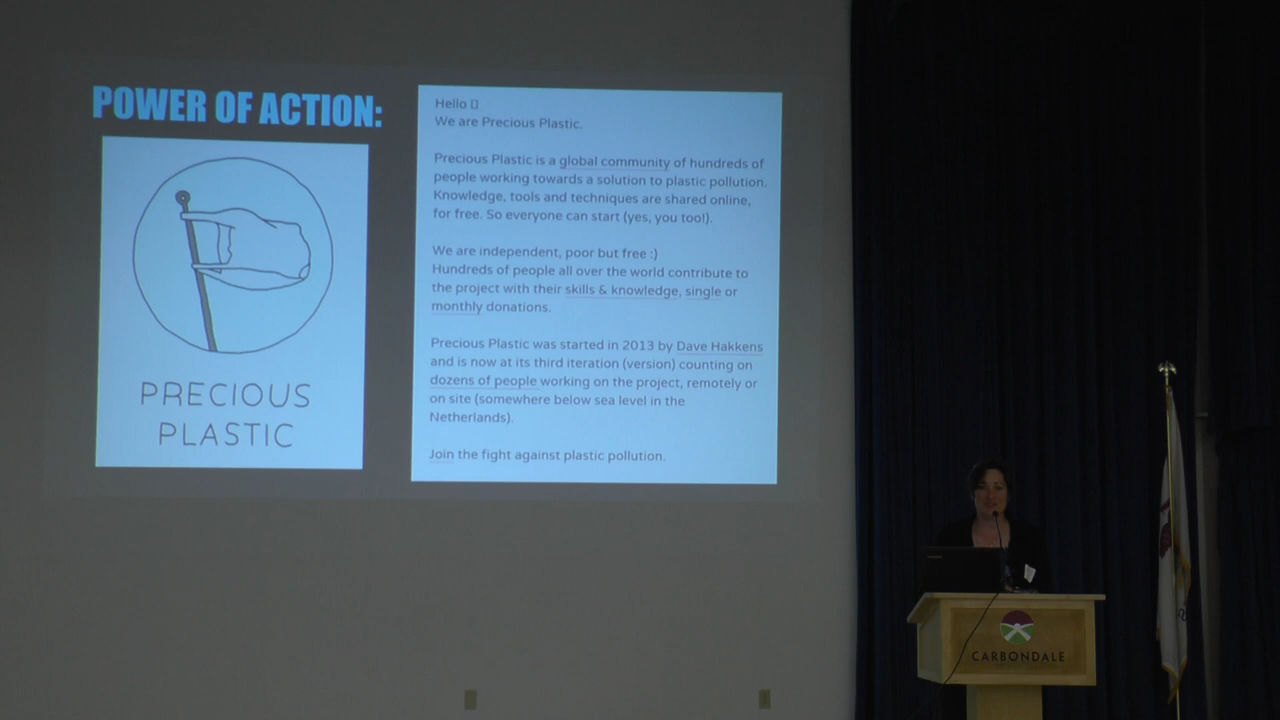 POWER OF ACTION:
PRECIOUS
PLASTIC
Hello
We are Precious Plastic.
Precious Plastic is a global community of hundreds of
people working towards a solution to plastic pollution.
Knowledge, tools and techniques are shared online,
for free. So everyone can start (yes, you too!).
We are independent, poor but free :)
Hundreds of people all over the world contribute to
the project with their skills & knowledge, single or
monthly donations.
Precious Plastic was started in 2013 by Dave Hakkens
and is now at its third iteration (version) counting on
dozens of people working on the project, remotely or
on site (somewhere below sea level in the
Netherlands).
Join the fight against plastic pollution.
CARBONDALE